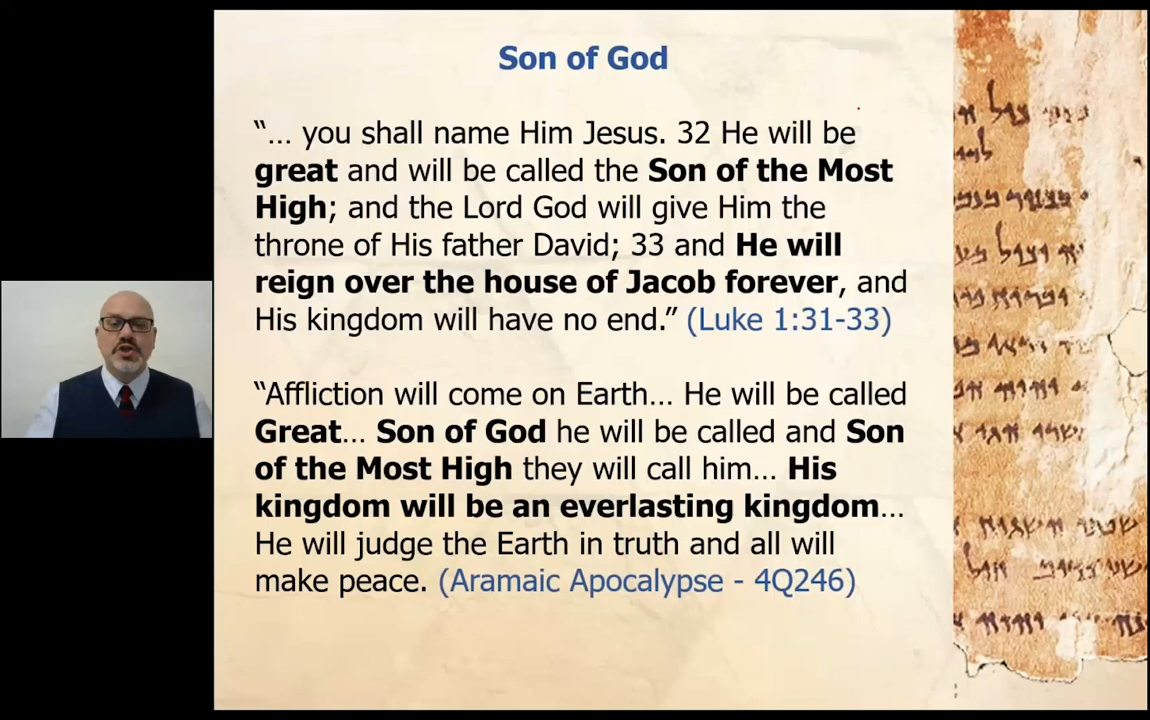 Son of God
“... you shall name Him Jesus. 32 He will be
great and will be called the Son of the Most
High; and the Lord God will give Him the
throne of His father David; 33 and He will
reign over the house of Jacob forever, and
His kingdom will have no end.” (Luke 1:31-33)
“Affliction will come on Earth... He will be called
Great... Son of God he will be called and Son
of the Most High they will call him... His
kingdom will be an everlasting kingdom...
He will judge the Earth in truth and all will
make peace. (Aramaic Apocalypse - 4Q246)